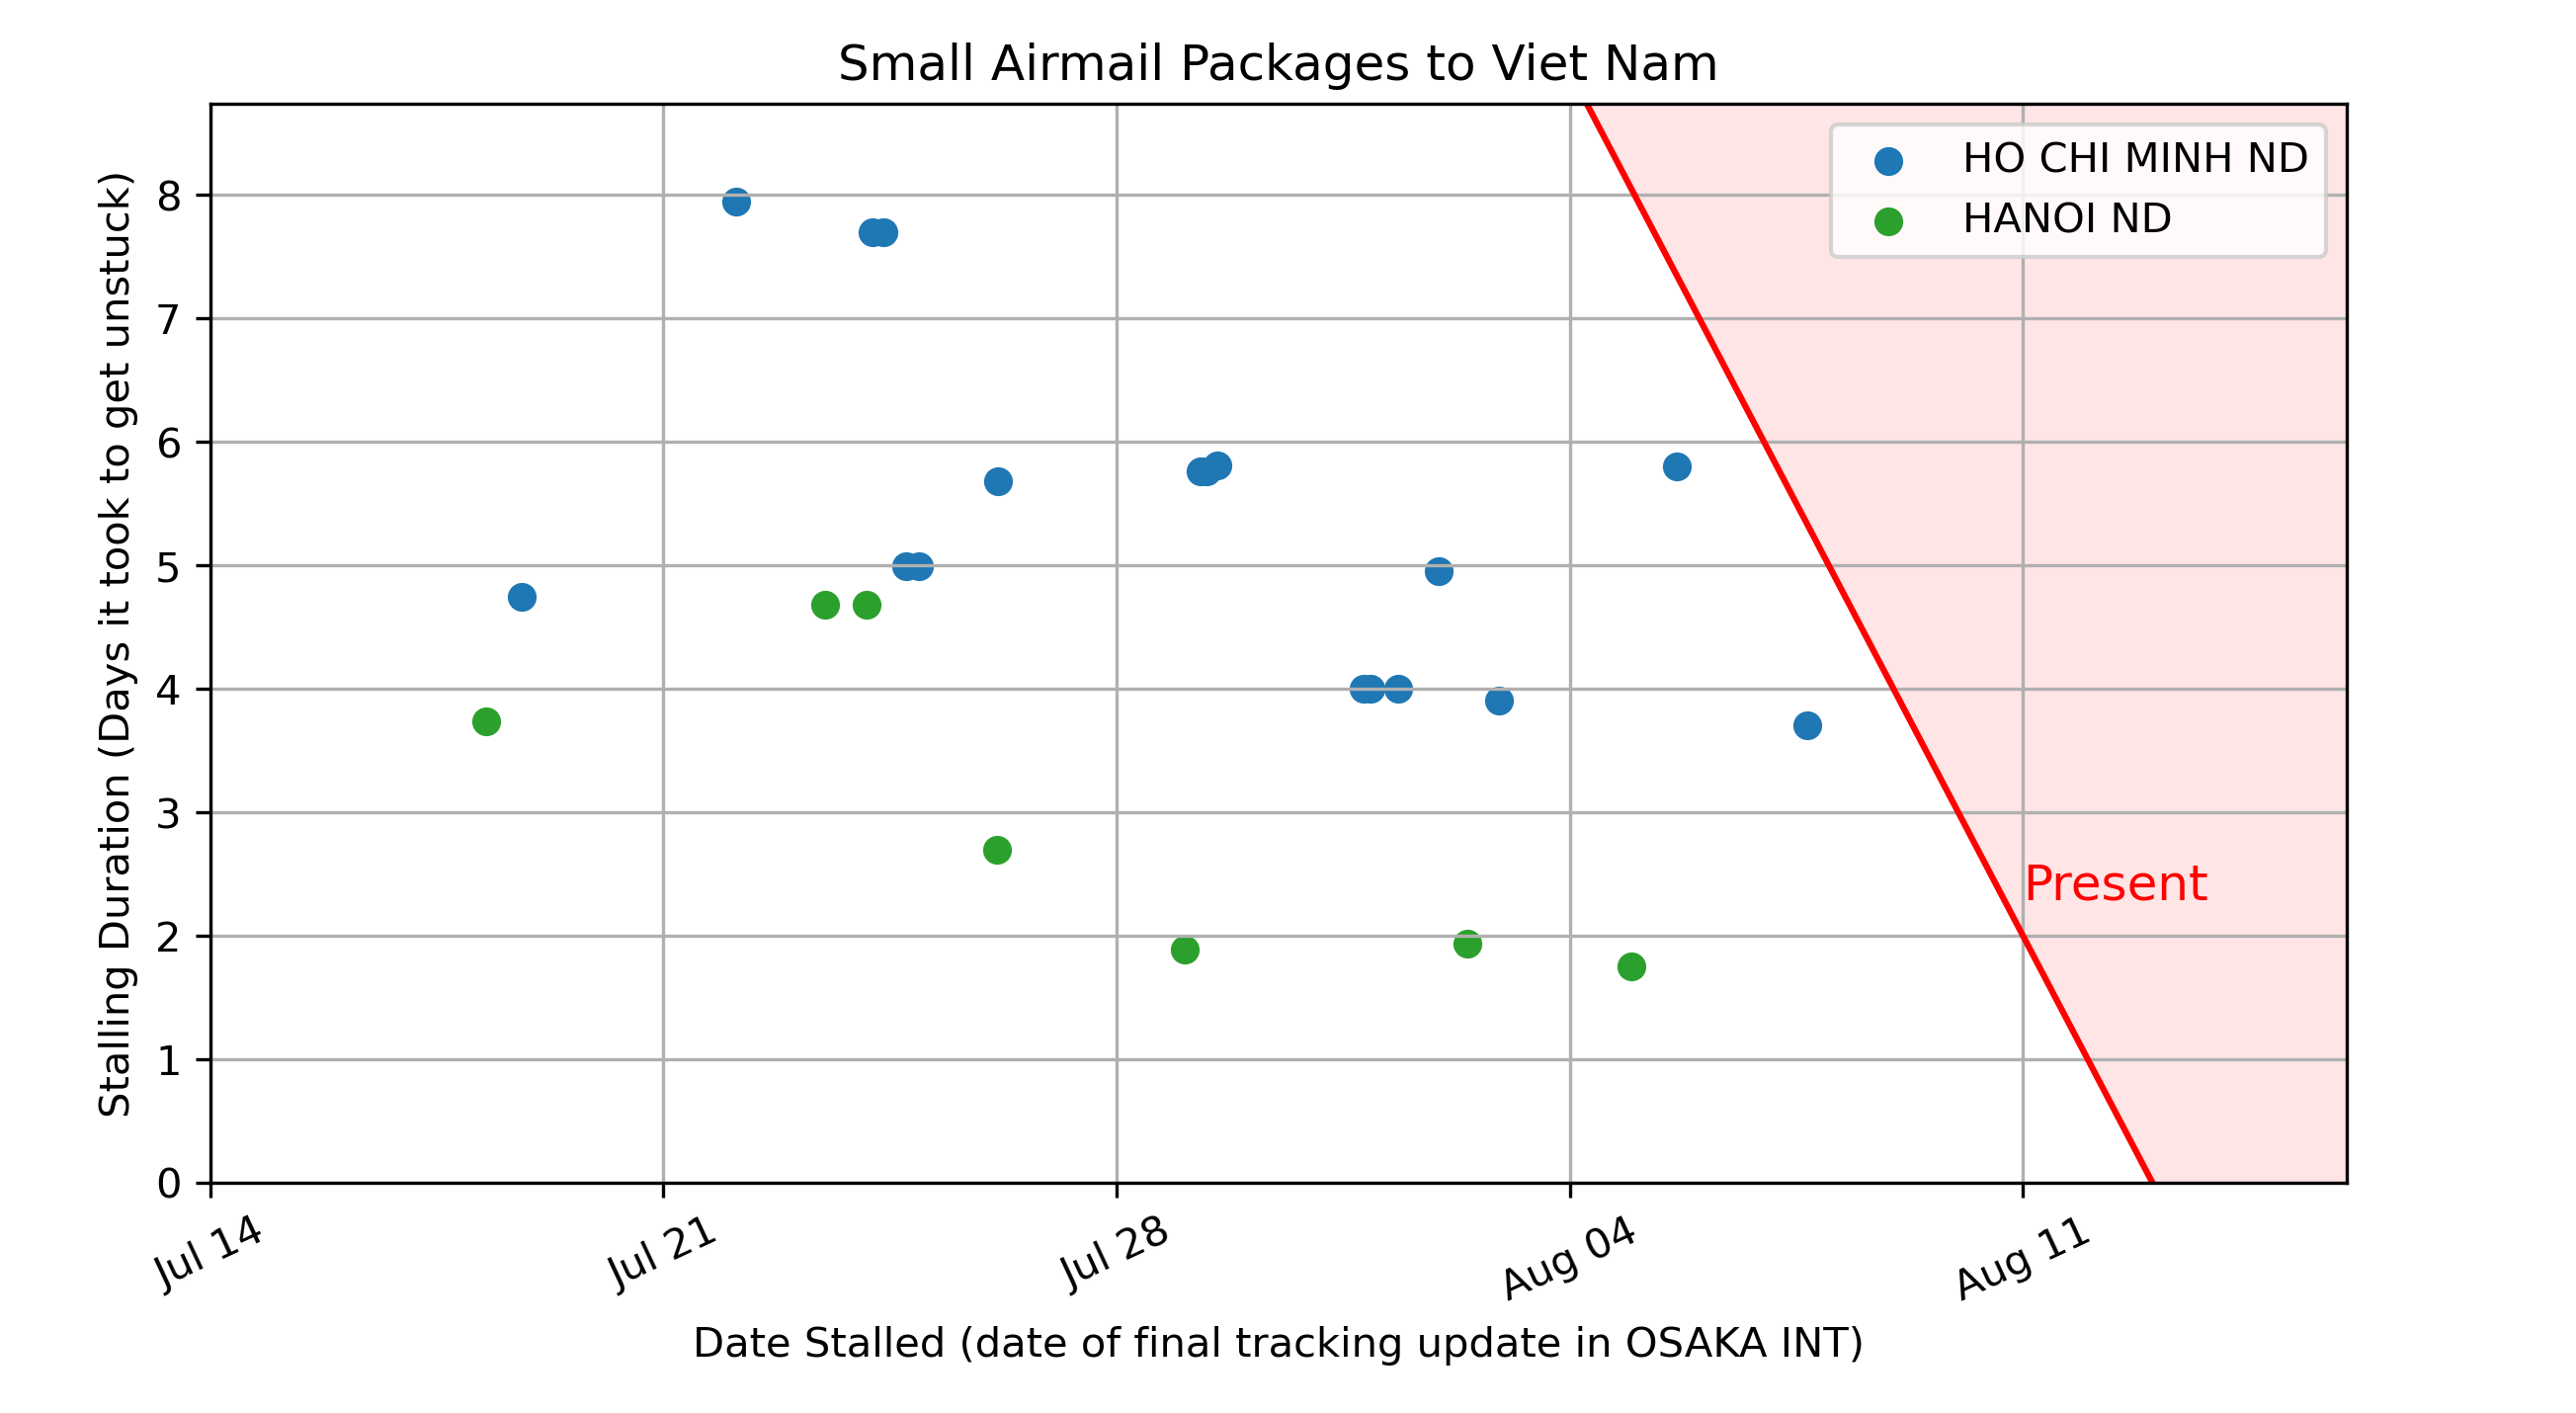 Small Airmail Packages to Viet Nam
HO CHI MINH ND
HANOI ND
Stalling Duration (Days it took to get unstuck)
8
7
6
5
4
3
2
1
0
Present
Jul 14
Jul 21
Jul 28
Aug 04
Aug 11
Date Stalled (date of final tracking update in OSAKA INT)